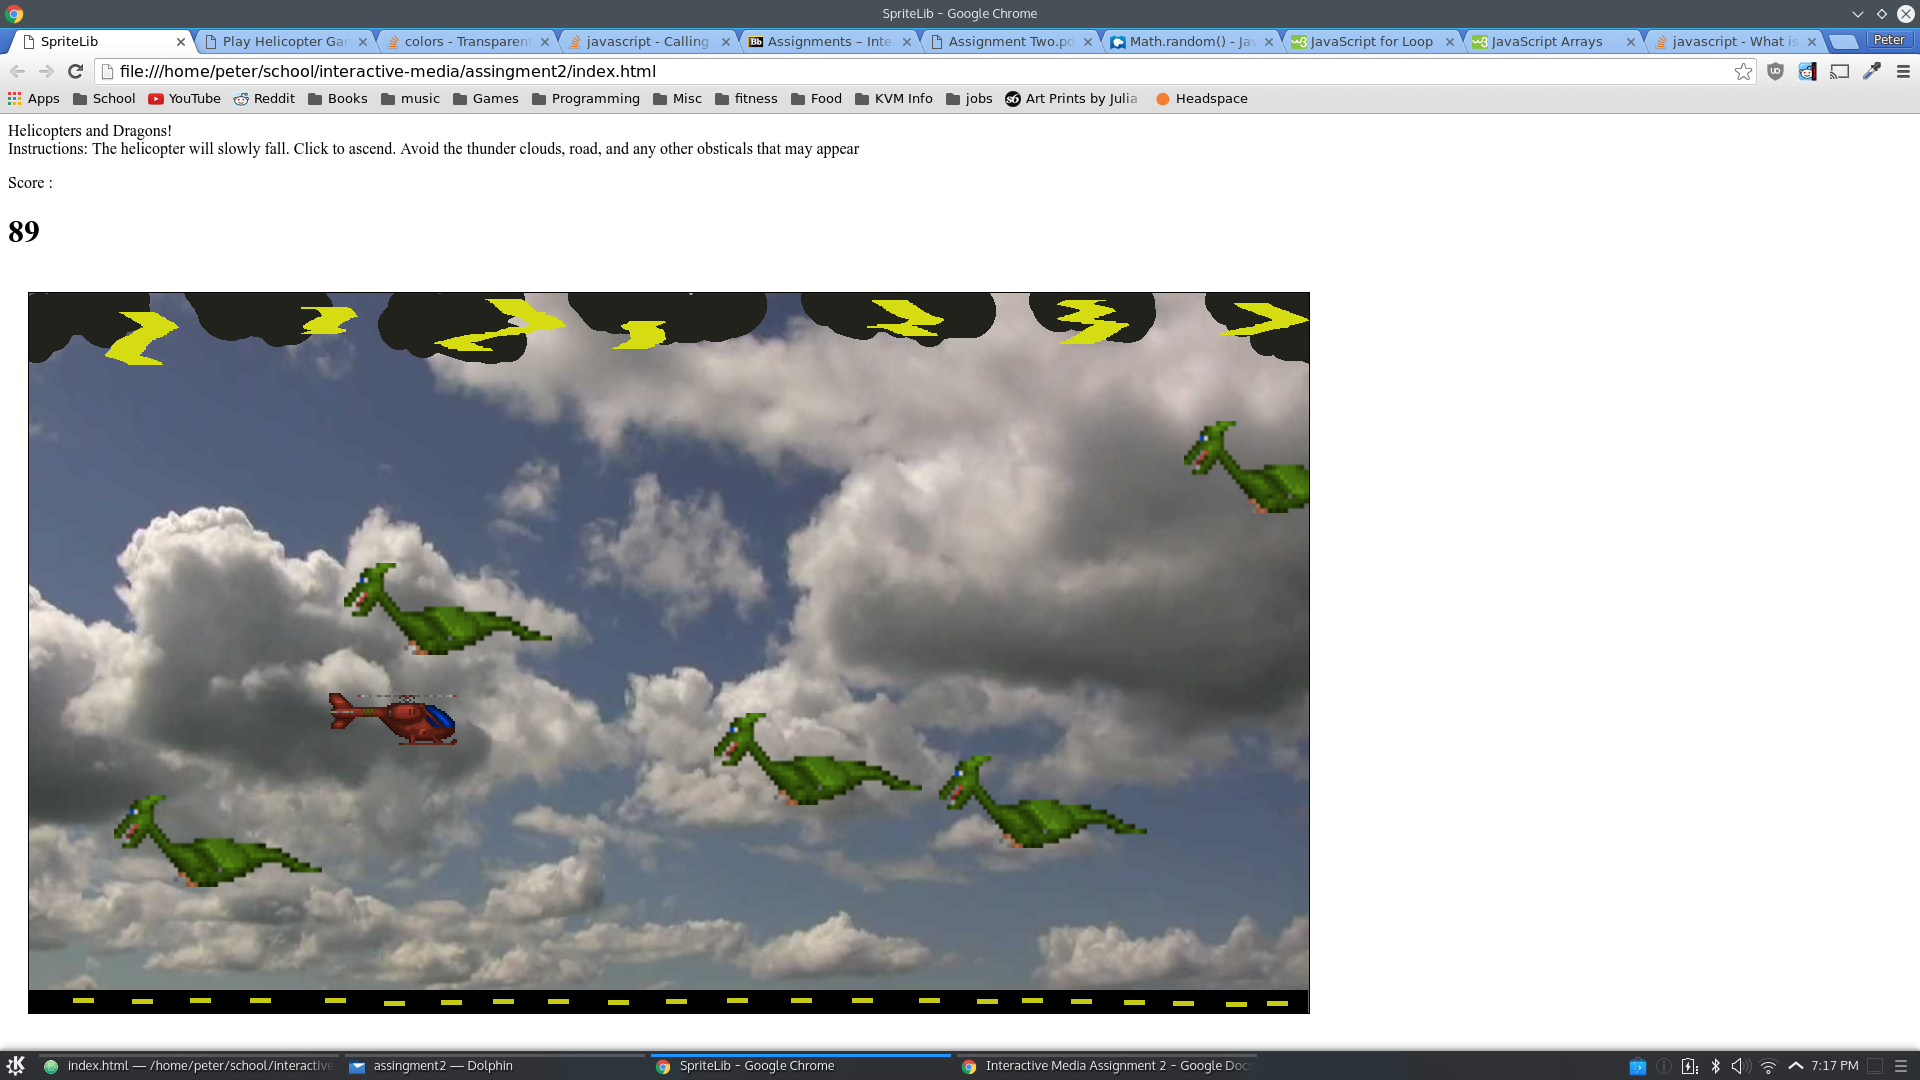 SpriteLib - Google Chrome
SpriteLib
Play Helicopter Gar
colors - Transparent
javascript - Calling
Bb Assignments – Inte
Assignment Two.pd
Math.random() - Jav
w3 JavaScript for Loop
w3 JavaScript Arrays
javascript - What is
Peter
file:///home/peter/school/interactive-media/assingment2/index.html
Apps School YouTube Reddit Books music Games Programming Misc fitness Food KVM Info jobs s6 Art Prints by Julia Headspace
Helicopters and Dragons!
Instructions: The helicopter will slowly fall. Click to ascend. Avoid the thunder clouds, road, and any other obsticals that may appear
Score :
89
index.html — /home/peter/school/interactive
assingment2 — Dolphin
SpriteLib - Google Chrome
Interactive Media Assignment 2 - Google Docs
7:17 PM